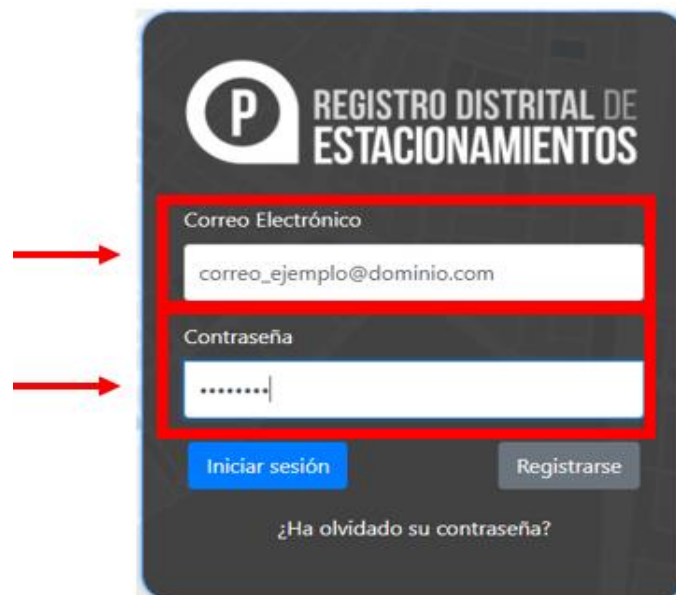 P
REGISTRO DISTRITAL DE
ESTACIONAMIENTOS
Correo Electrónico
correo_ejemplo@dominio.com
Contraseña
••••••••
Iniciar sesión Registrarse
¿Ha olvidado su contraseña?